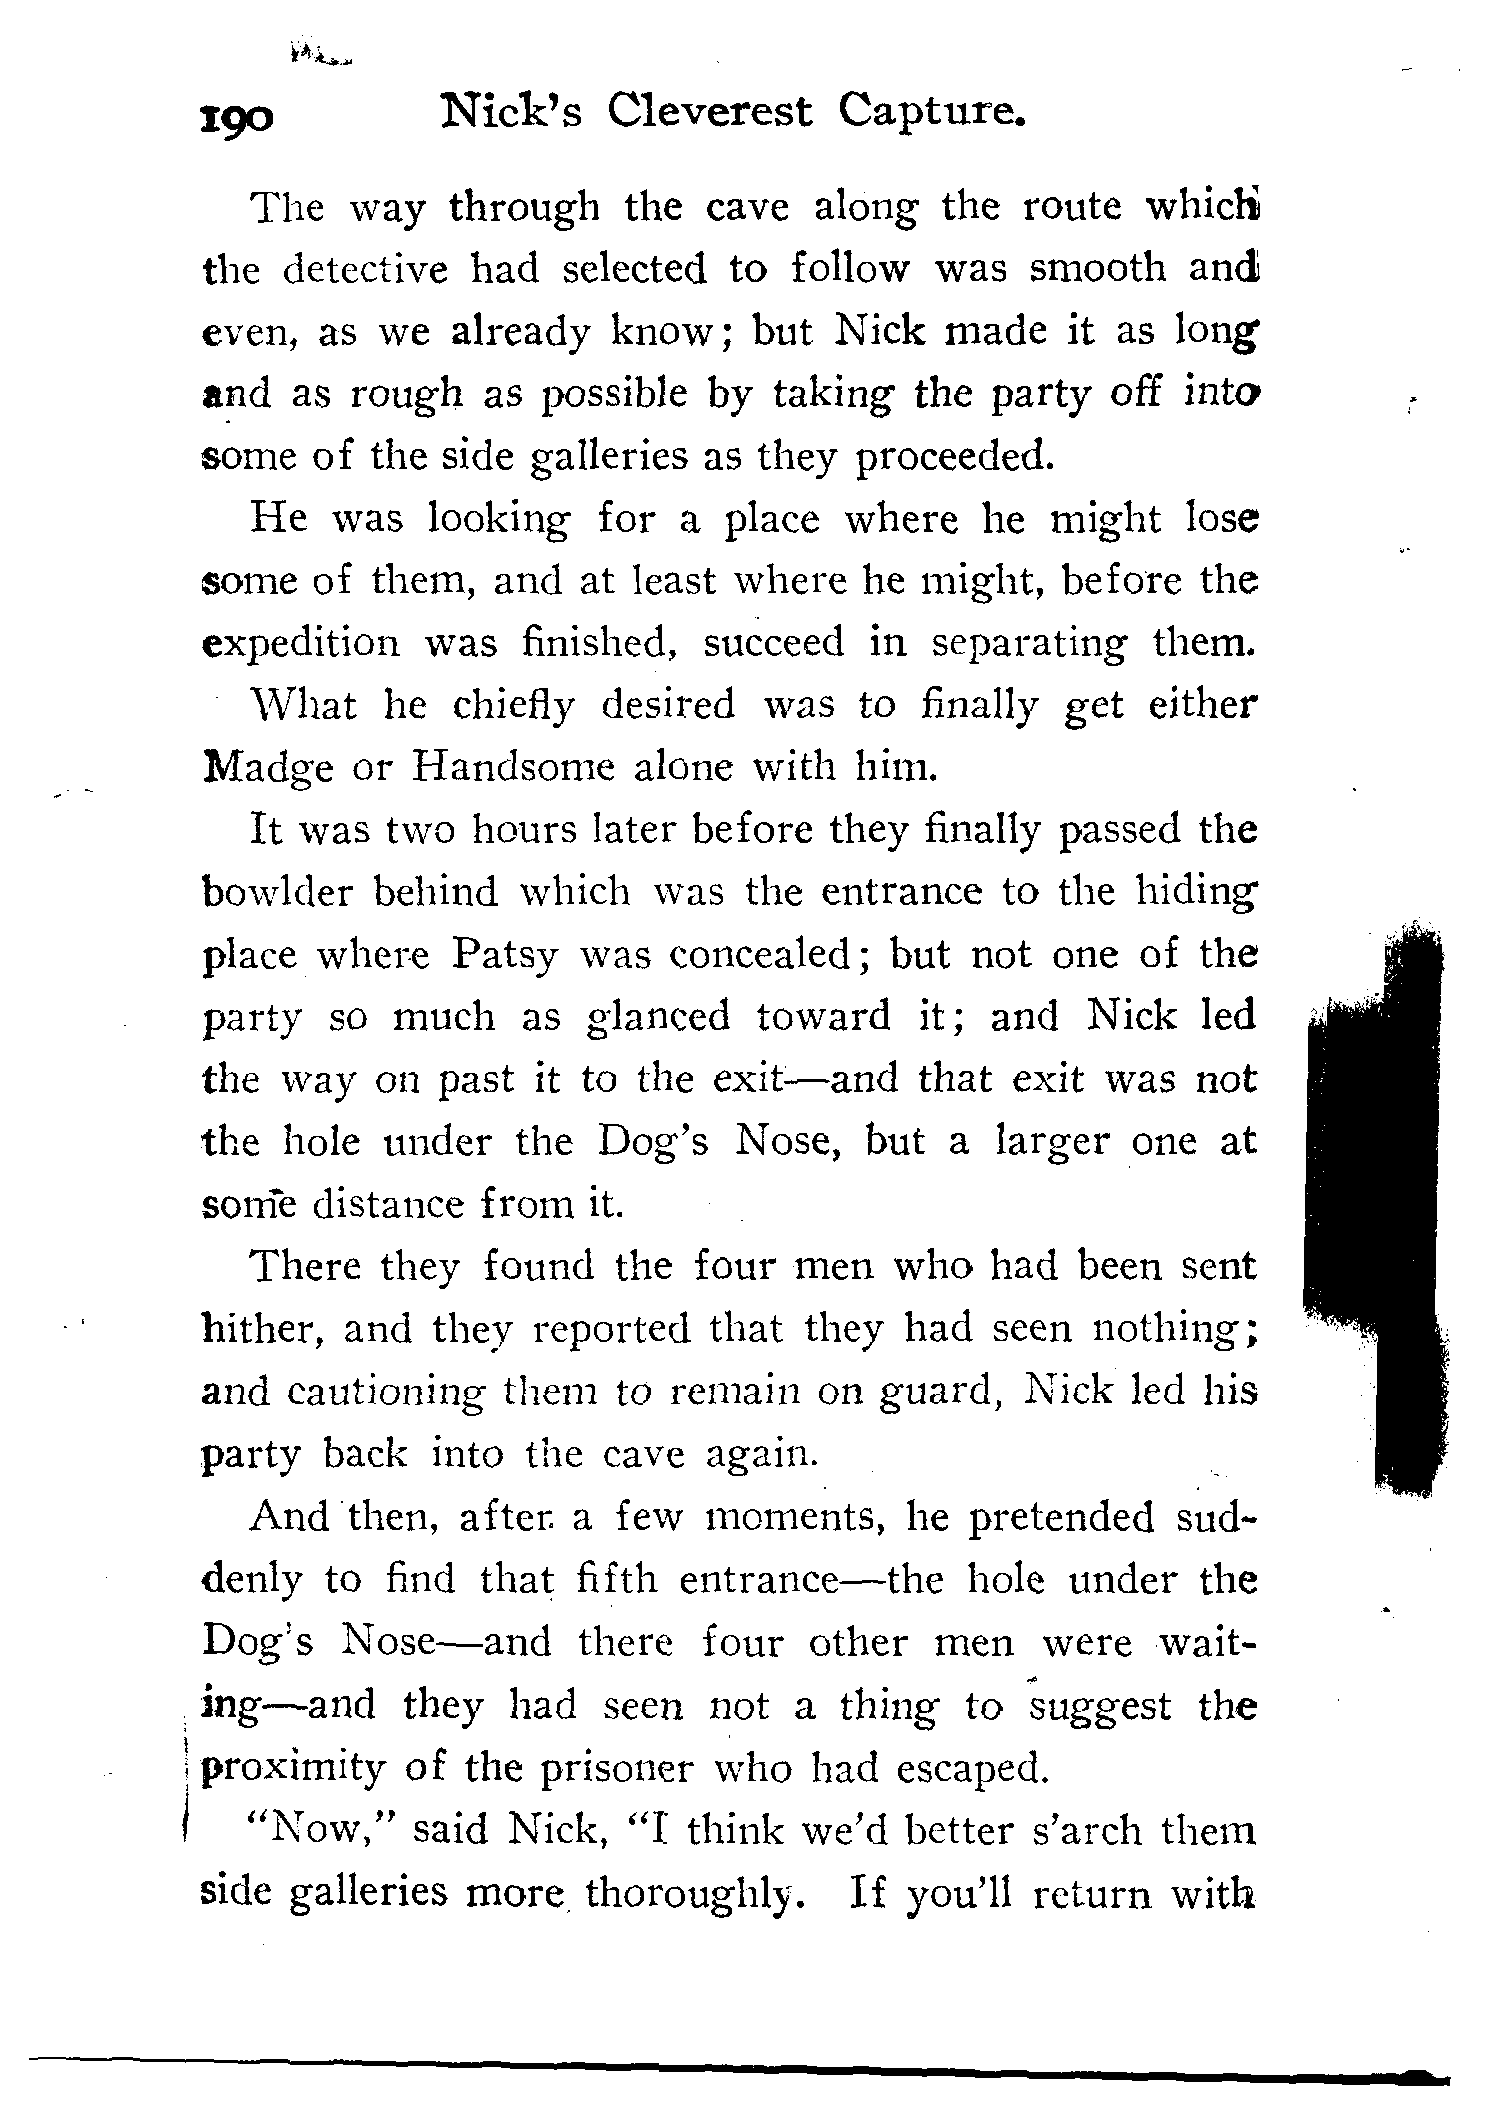 190 Nick's Cleverest Capture.
The way through the cave along the route which
the detective had selected to follow was smooth and
even, as we already know; but Nick made it as long
and as rough as possible by taking the party off into
some of the side galleries as they proceeded.
He was looking for a place where he might lose
some of them, and at least where he might, before the
expedition was finished, succeed in separating them.
What he chiefly desired was to finally get either
Madge or Handsome alone with him.
It was two hours later before they finally passed the
bowlder behind which was the entrance to the hiding
place where Patsy was concealed; but not one of the
party so much as glanced toward it; and Nick led
the way on past it to the exit—and that exit was not
the hole under the Dog's Nose, but a larger one at
some distance from it.
There they found the four men who had been sent
hither, and they reported that they had seen nothing;
and cautioning them to remain on guard, Nick led his
party back into the cave again.
And then, after a few moments, he pretended sud-
denly to find that fifth entrance—the hole under the
Dog's Nose—and there four other men were wait-
ing—and they had seen not a thing to suggest the
proximity of the prisoner who had escaped.
"Now," said Nick, "I think we'd better s'arch them
side galleries more thoroughly. If you'll return with